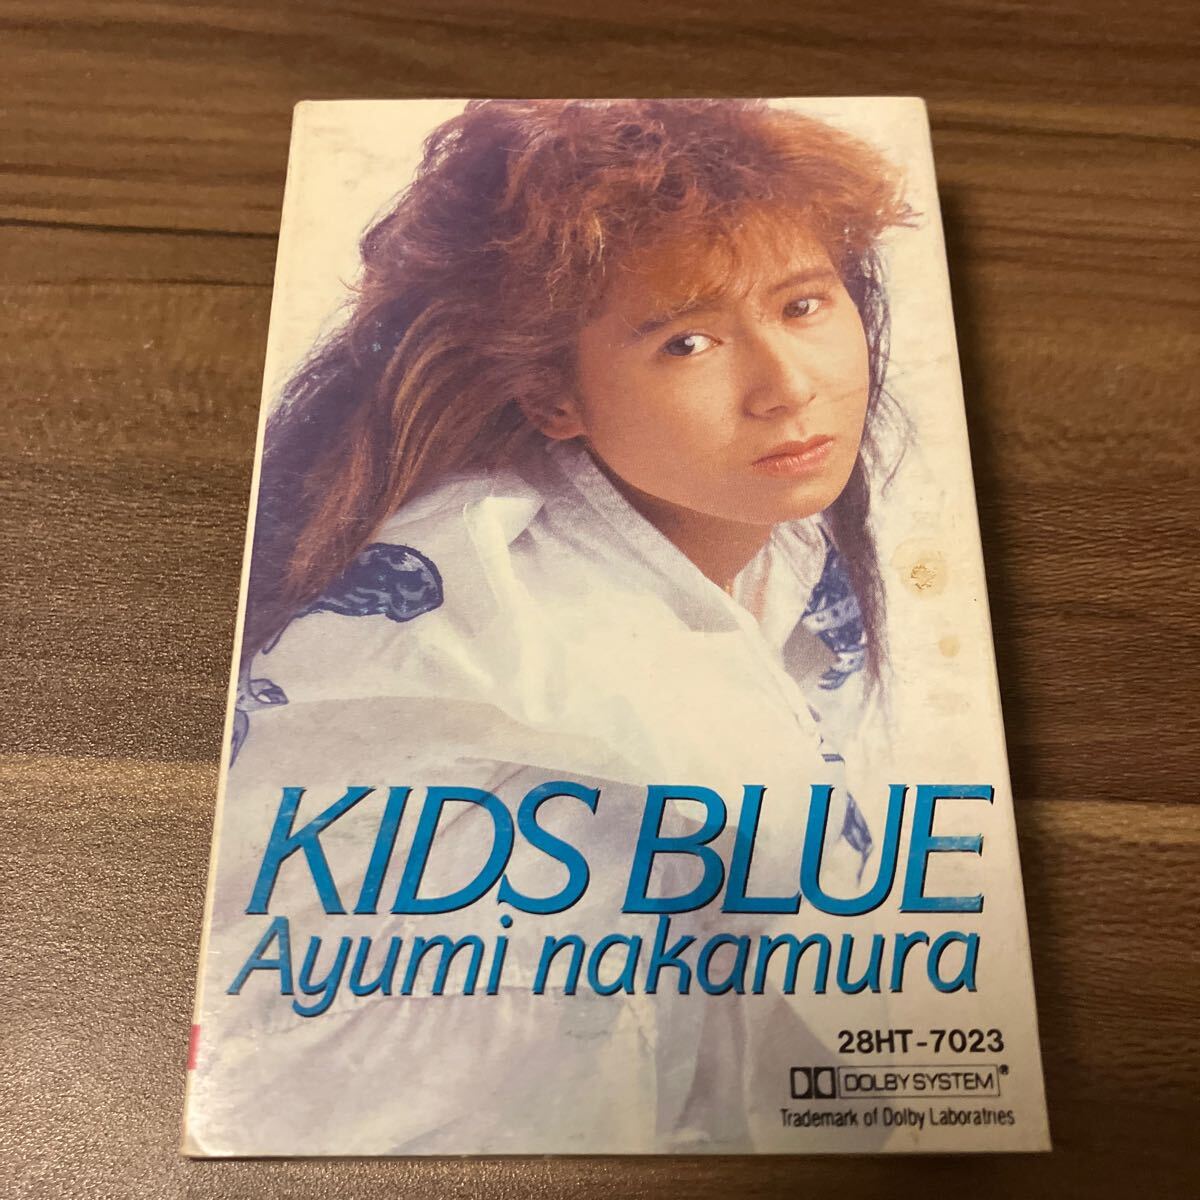 KIDS BLUE
Ayumi nakamura
28HT-7023
DOLBY SYSTEM®
Trademark of Dolby Laboratries